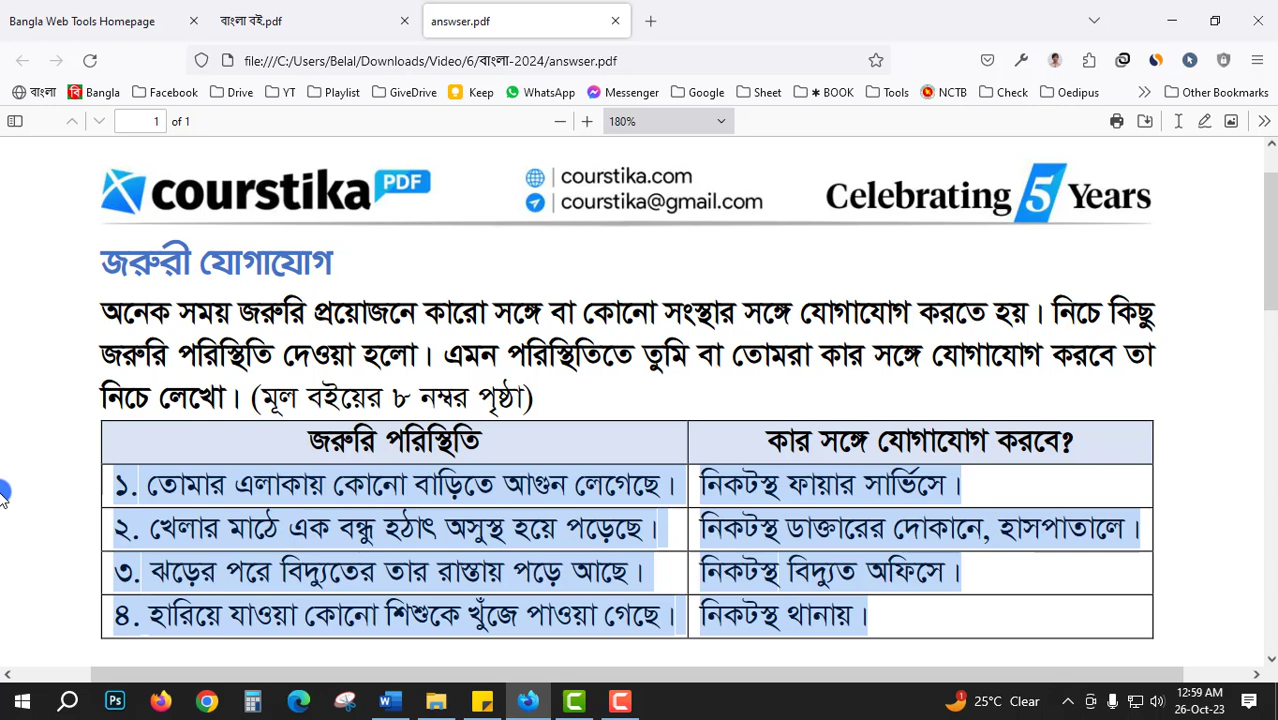 Bangla Web Tools Homepage
বাংলা বই.pdf
answser.pdf
file:///C:/Users/Belal/Downloads/Video/6/বাংলা-2024/answser.pdf
বাংলা Bangla Facebook Drive YT Playlist GiveDrive Keep WhatsApp Messenger Google Sheet ✱ BOOK Tools NCTB Check Oedipus Other Bookmarks
1 of 1 180%
courstika PDF
courstika.com
courstika@gmail.com
Celebrating 5 Years
জরুরী যোগাযোগ
অনেক সময় জরুরি প্রয়োজনে কারো সঙ্গে বা কোনো সংস্থার সঙ্গে যোগাযোগ করতে হয়। নিচে কিছু
জরুরি পরিস্থিতি দেওয়া হলো। এমন পরিস্থিতিতে তুমি বা তোমরা কার সঙ্গে যোগাযোগ করবে তা
নিচে লেখো। (মূল বইয়ের ৮ নম্বর পৃষ্ঠা)
জরুরি পরিস্থিতি কার সঙ্গে যোগাযোগ করবে?
১. তোমার এলাকায় কোনো বাড়িতে আগুন লেগেছে। নিকটস্থ ফায়ার সার্ভিসে।
২. খেলার মাঠে এক বন্ধু হঠাৎ অসুস্থ হয়ে পড়েছে। নিকটস্থ ডাক্তারের দোকানে, হাসপাতালে।
৩. ঝড়ের পরে বিদ্যুতের তার রাস্তায় পড়ে আছে। নিকটস্থ বিদ্যুত অফিসে।
৪. হারিয়ে যাওয়া কোনো শিশুকে খুঁজে পাওয়া গেছে। নিকটস্থ থানায়।
1 25°C Clear
12:59 AM
26-Oct-23